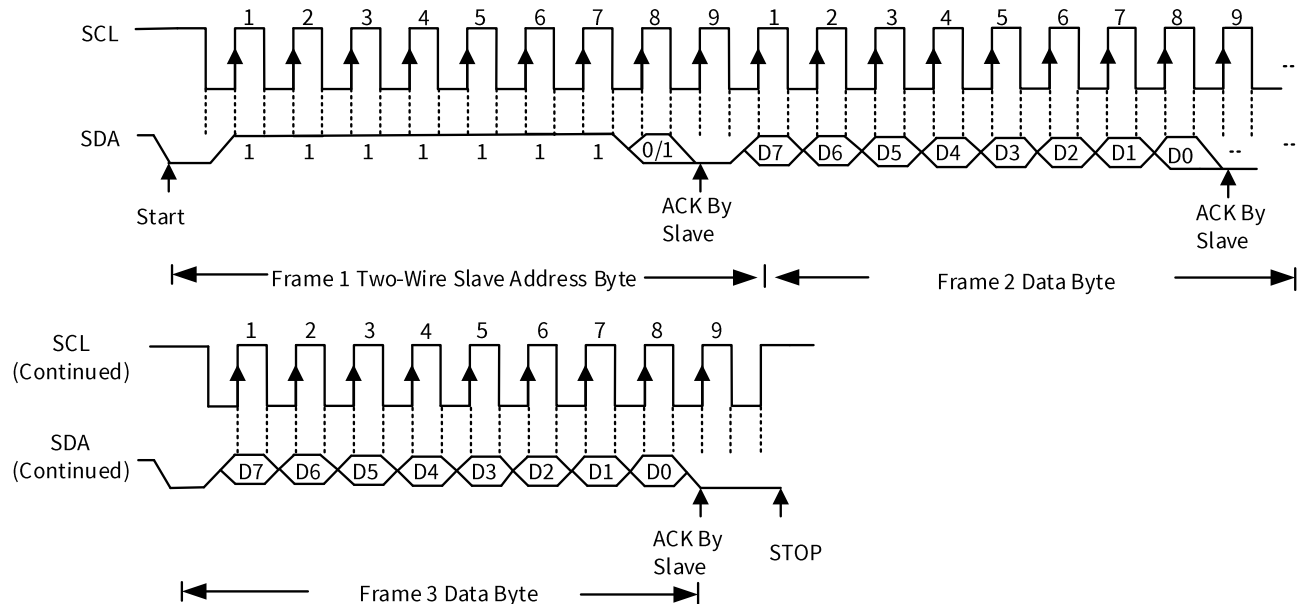 1 2 3 4 5 6 7 8 9 1 2 3 4 5 6 7 8 9
SCL
--
SDA
1 1 1 1 1 1 1 0/1 D7 D6 D5 D4 D3 D2 D1 D0 -- --
Start
ACK By
Slave
ACK By
Slave
Frame 1 Two-Wire Slave Address Byte
Frame 2 Data Byte
1 2 3 4 5 6 7 8 9
SCL
(Continued)
SDA
(Continued)
D7 D6 D5 D4 D3 D2 D1 D0
ACK By
Slave
STOP
Frame 3 Data Byte